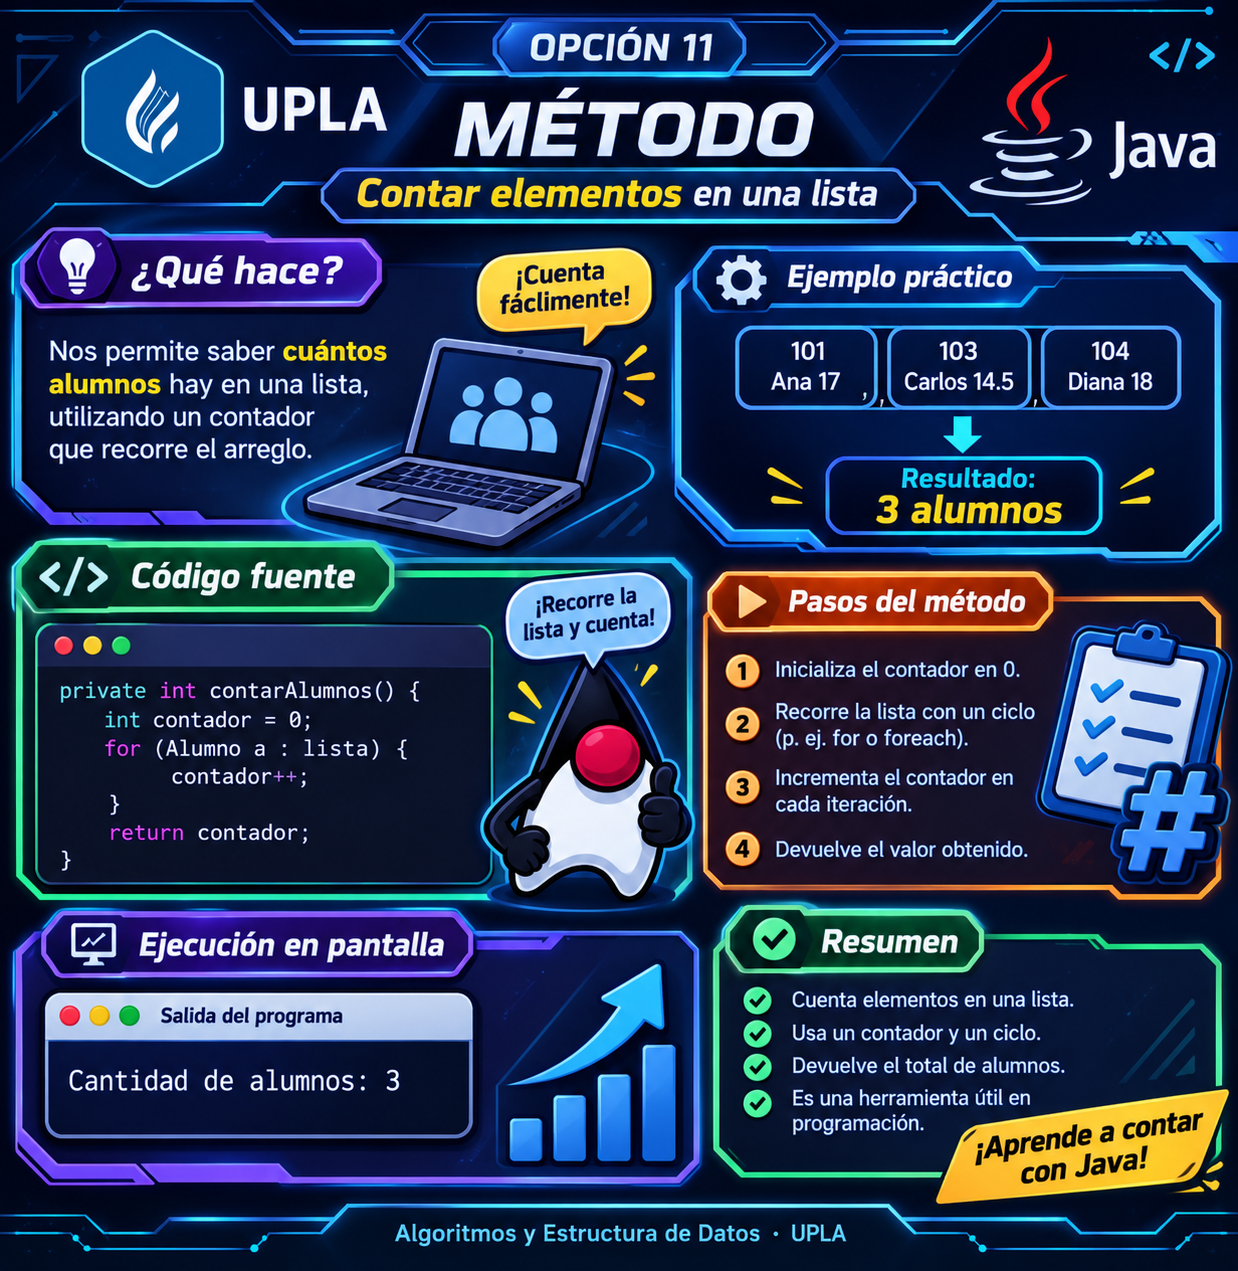 OPCIÓN 11
UPLA
MÉTODO
Java
</>
Contar elementos en una lista
¿Qué hace?
Nos permite saber cuántos
alumnos hay en una lista,
utilizando un contador
que recorre el arreglo.
¡Cuenta
fáclimente!
Ejemplo práctico
101
Ana 17
, ,
103
Carlos 14.5
,
104
Diana 18
Resultado:
3 alumnos
</> Código fuente
private int contarAlumnos() {
int contador = 0;
for (Alumno a : lista) {
contador++;
}
return contador;
}
¡Recorre la
lista y cuenta!
Pasos del método
1 Inicializa el contador en 0.
2 Recorre la lista con un ciclo
(p. ej. for o foreach).
3 Incrementa el contador en
cada iteración.
4 Devuelve el valor obtenido.
#
Ejecución en pantalla
Salida del programa
Cantidad de alumnos: 3
Resumen
Cuenta elementos en una lista.
Usa un contador y un ciclo.
Devuelve el total de alumnos.
Es una herramienta útil en
programación.
¡Aprende a contar
con Java!
Algoritmos y Estructura de Datos · UPLA